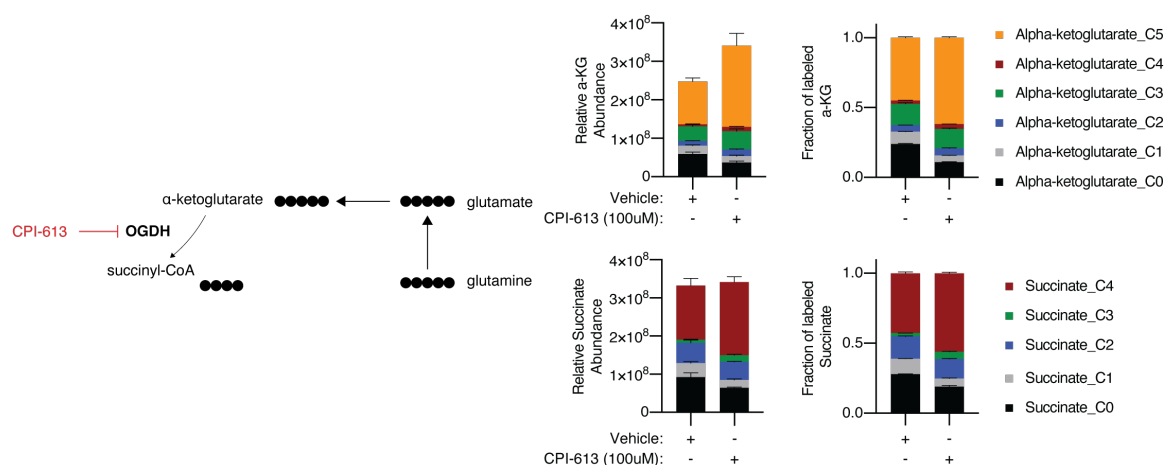 CPI-613
OGDH
α-ketoglutarate
succinyl-CoA
glutamate
glutamine
Relative a-KG
Abundance
4×10⁸
3×10⁸
2×10⁸
1×10⁸
0
Vehicle: + -
CPI-613 (100uM) - +
Fraction of labeled
a-KG
1.0
0.5
0.0
+ -
- +
Alpha-ketoglutarate_C5
Alpha-ketoglutarate_C4
Alpha-ketoglutarate_C3
Alpha-ketoglutarate_C2
Alpha-ketoglutarate_C1
Alpha-ketoglutarate_C0
Relative Succinate
Abundance
4×10⁸
3×10⁸
2×10⁸
1×10⁸
0
Vehicle: + -
CPI-613 (100uM): - +
Fraction of labeled
Succinate
1.0
0.5
0.0
+ -
- +
Succinate_C4
Succinate_C3
Succinate_C2
Succinate_C1
Succinate_C0